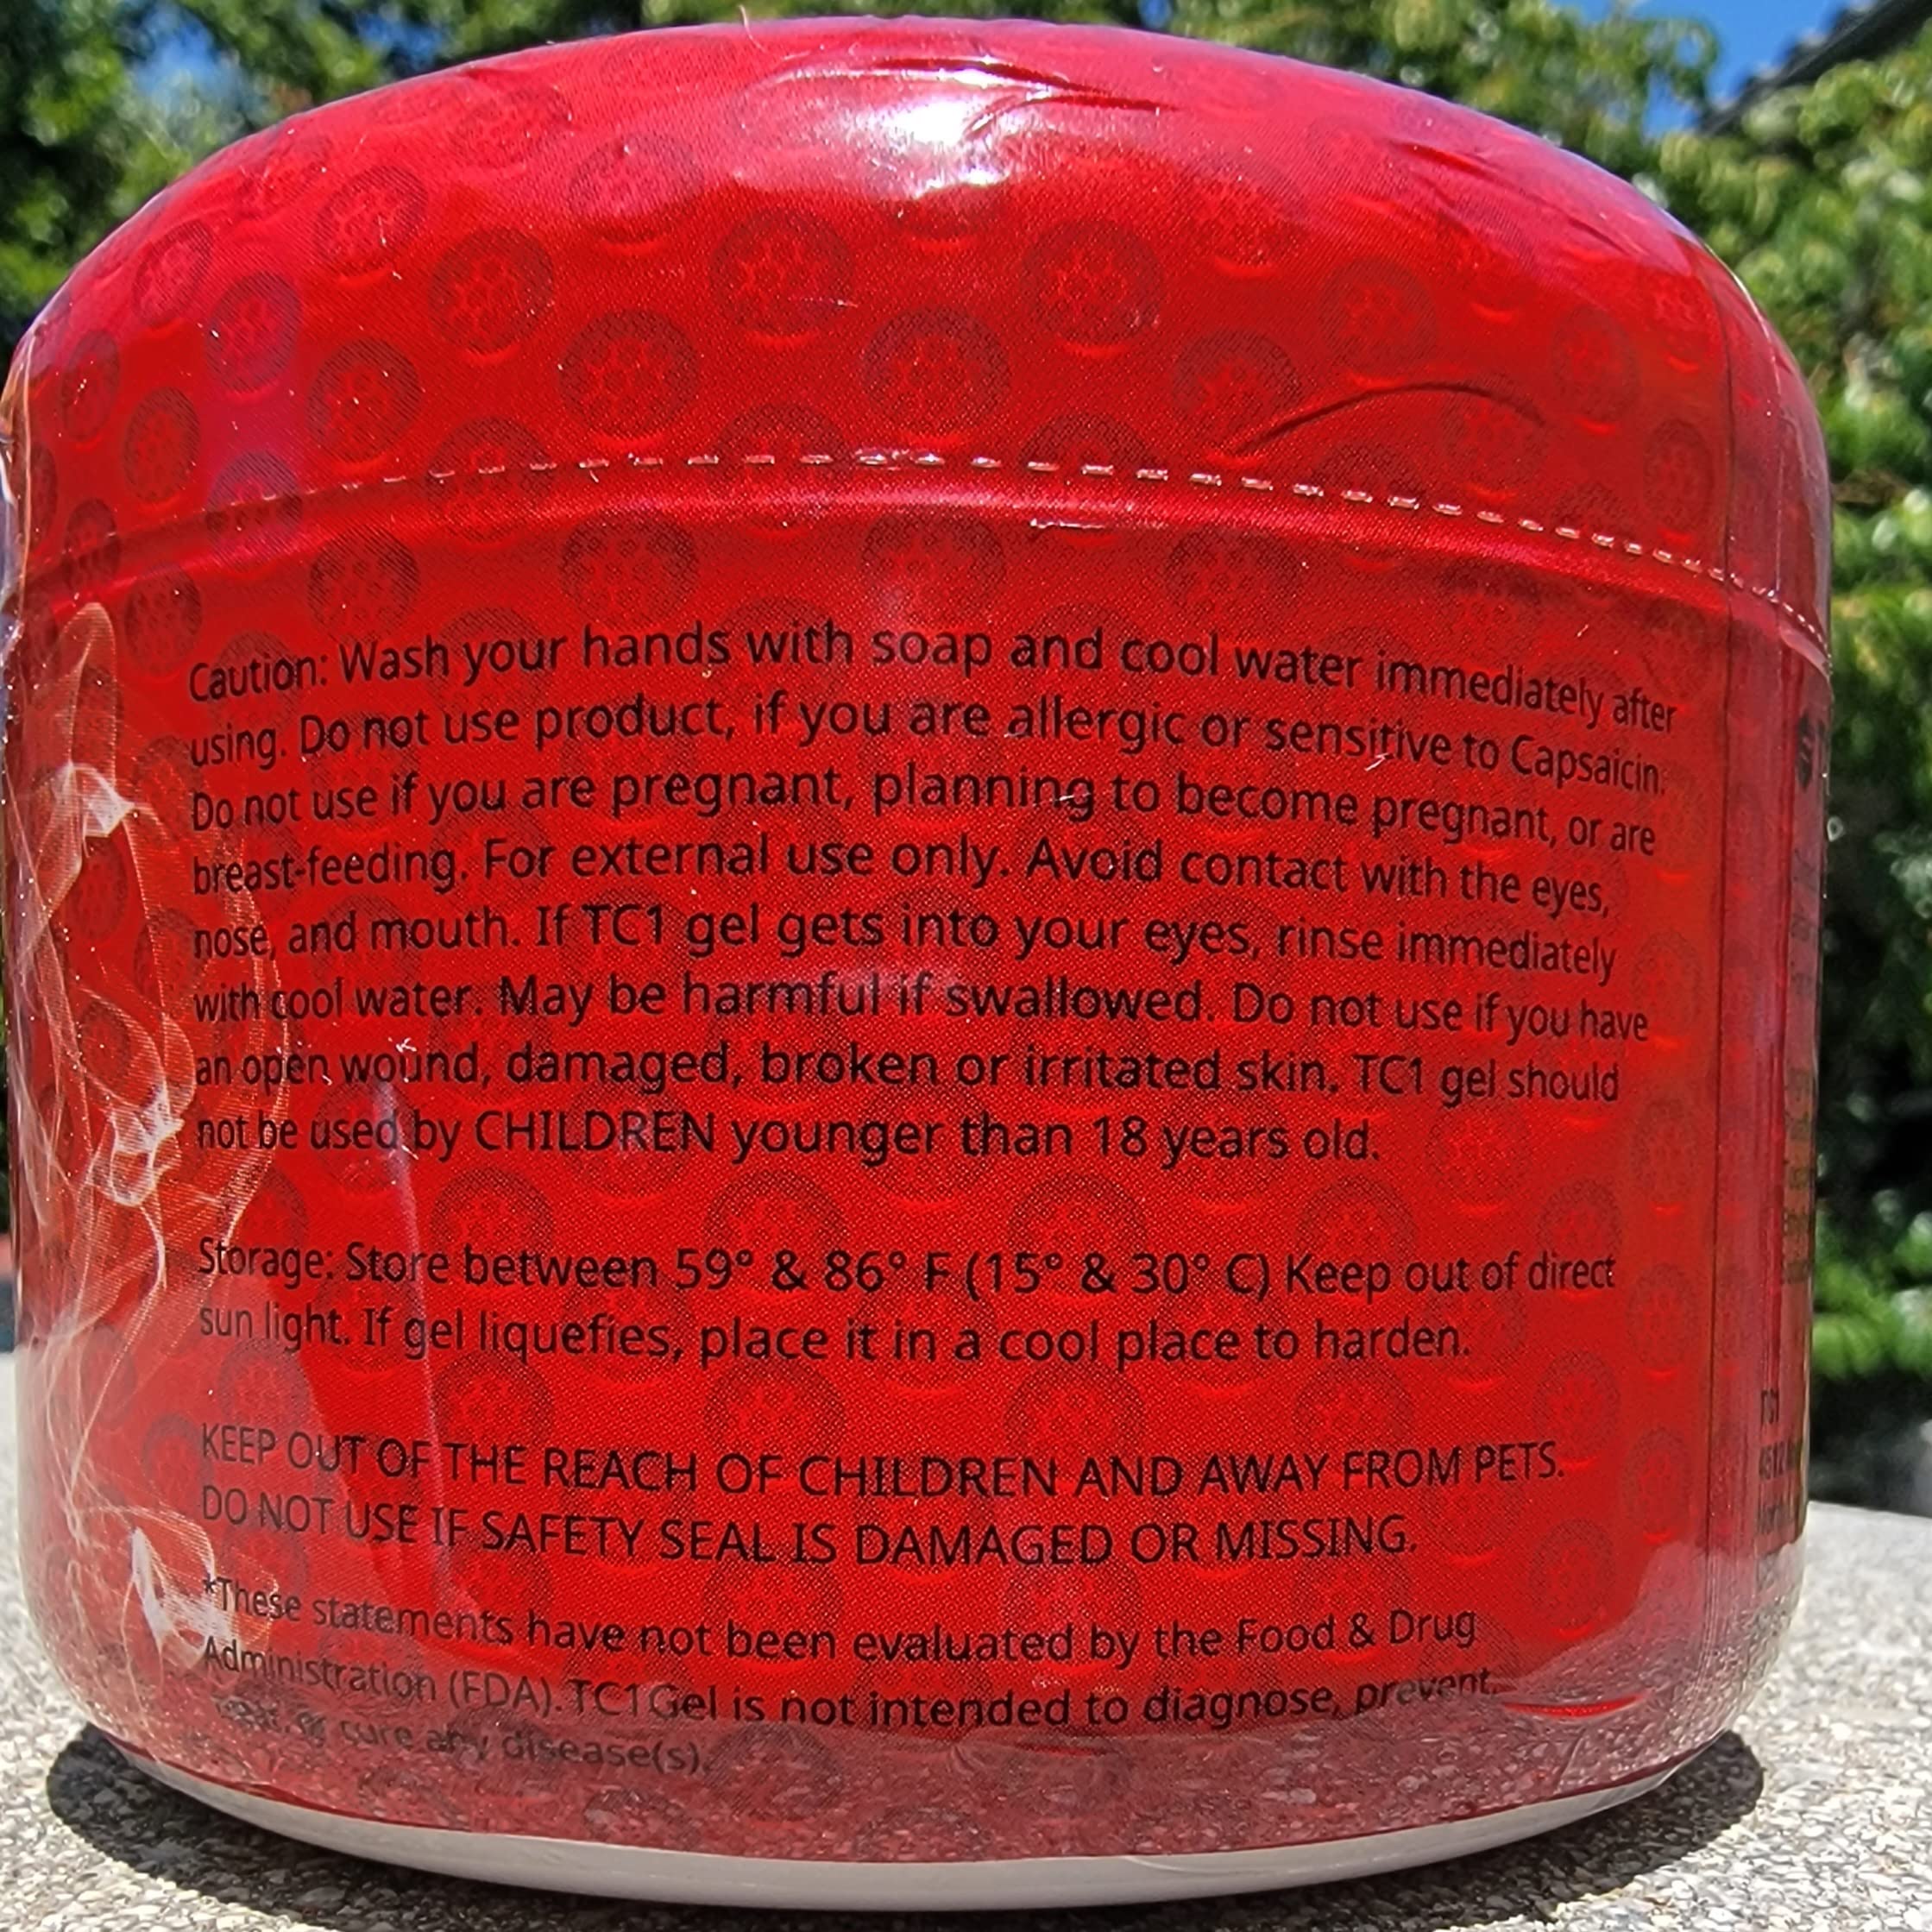 Caution: Wash your hands with soap and cool water immediately after
using. Do not use product, if you are allergic or sensitive to Capsaicin.
Do not use if you are pregnant, planning to become pregnant, or are
breast-feeding. For external use only. Avoid contact with the eyes,
nose, and mouth. If TC1 gel gets into your eyes, rinse immediately
with cool water. May be harmful if swallowed. Do not use if you have
an open wound, damaged, broken or irritated skin. TC1 gel should
not be used by CHILDREN younger than 18 years old.
Storage: Store between 59° & 86° F (15° & 30° C) Keep out of direct
sun light. If gel liquefies, place it in a cool place to harden.
KEEP OUT OF THE REACH OF CHILDREN AND AWAY FROM PETS.
DO NOT USE IF SAFETY SEAL IS DAMAGED OR MISSING.
*These statements have not been evaluated by the Food & Drug
Administration (FDA). TC1 Gel is not intended to diagnose, prevent,
treat, or cure any disease(s).
TC1